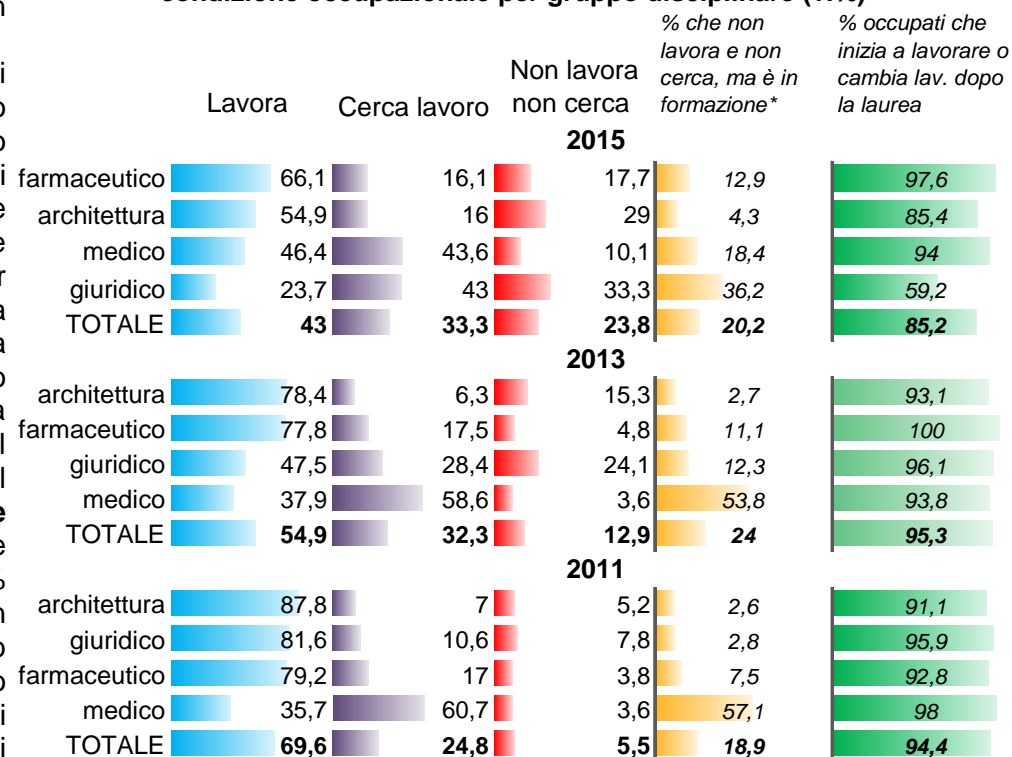 % che non
lavora e non
cerca, ma è in
formazione*
% occupati che
inizia a lavorare o
cambia lav. dopo
la laurea
Lavora
Cerca lavoro
Non lavora
non cerca
2015
farmaceutico 66,1 16,1 17,7 12,9 97,6
architettura 54,9 16 29 4,3 85,4
medico 46,4 43,6 10,1 18,4 94
giuridico 23,7 43 33,3 36,2 59,2
TOTALE 43 33,3 23,8 20,2 85,2
2013
architettura 78,4 6,3 15,3 2,7 93,1
farmaceutico 77,8 17,5 4,8 11,1 100
giuridico 47,5 28,4 24,1 12,3 96,1
medico 37,9 58,6 3,6 53,8 93,8
TOTALE 54,9 32,3 12,9 24 95,3
2011
architettura 87,8 7 5,2 2,6 91,1
giuridico 81,6 10,6 7,8 2,8 95,9
farmaceutico 79,2 17 3,8 7,5 92,8
medico 35,7 60,7 3,6 57,1 98
TOTALE 69,6 24,8 5,5 18,9 94,4